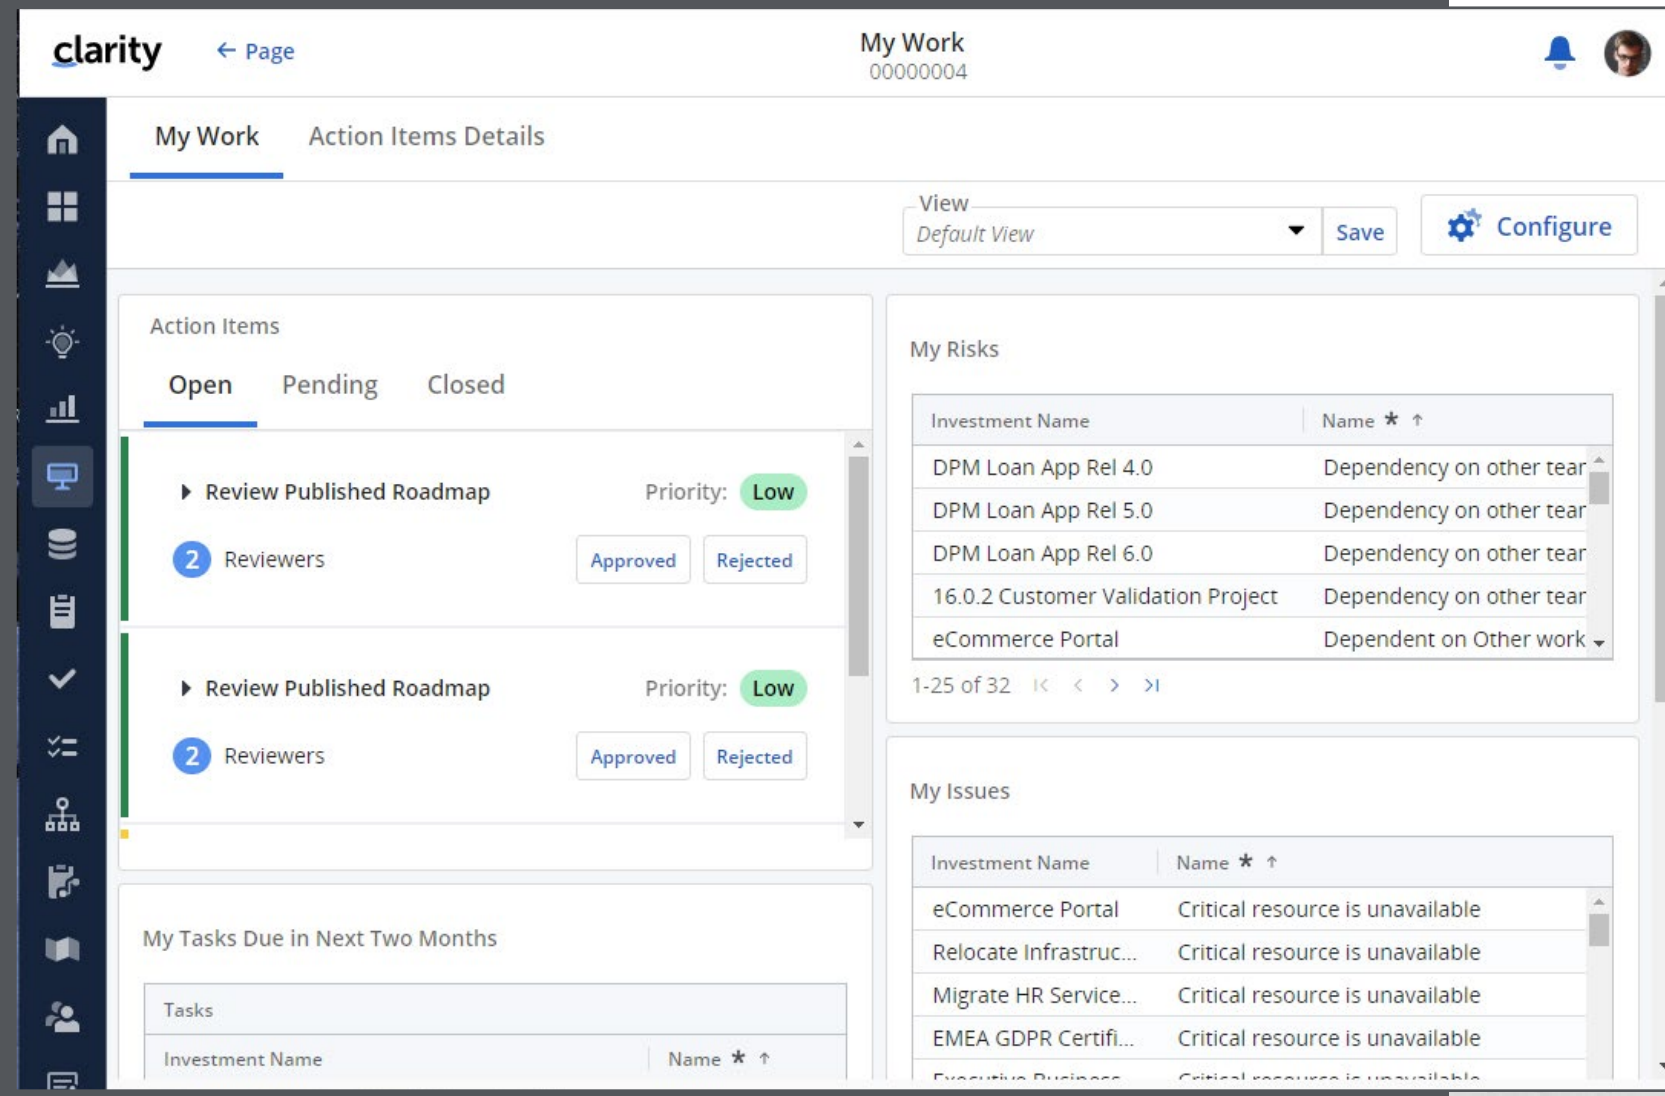 clarity
← Page
My Work
00000004
My Work
Action Items Details
View
Default View
Save
Configure
Action Items
Open
Pending
Closed
Review Published Roadmap
Priority: Low
2 Reviewers
Approved
Rejected
Review Published Roadmap
Priority: Low
2 Reviewers
Approved
Rejected
My Tasks Due in Next Two Months
Tasks
Investment Name
Name * ↑
My Risks
Investment Name
Name * ↑
DPM Loan App Rel 4.0
Dependency on other tear
DPM Loan App Rel 5.0
Dependency on other tear
DPM Loan App Rel 6.0
Dependency on other tear
16.0.2 Customer Validation Project
Dependency on other tear
eCommerce Portal
Dependent on Other work
1-25 of 32
My Issues
Investment Name
Name * ↑
eCommerce Portal
Critical resource is unavailable
Relocate Infrastruc...
Critical resource is unavailable
Migrate HR Service...
Critical resource is unavailable
EMEA GDPR Certifi...
Critical resource is unavailable
Executive Business
Critical resource is unavailable